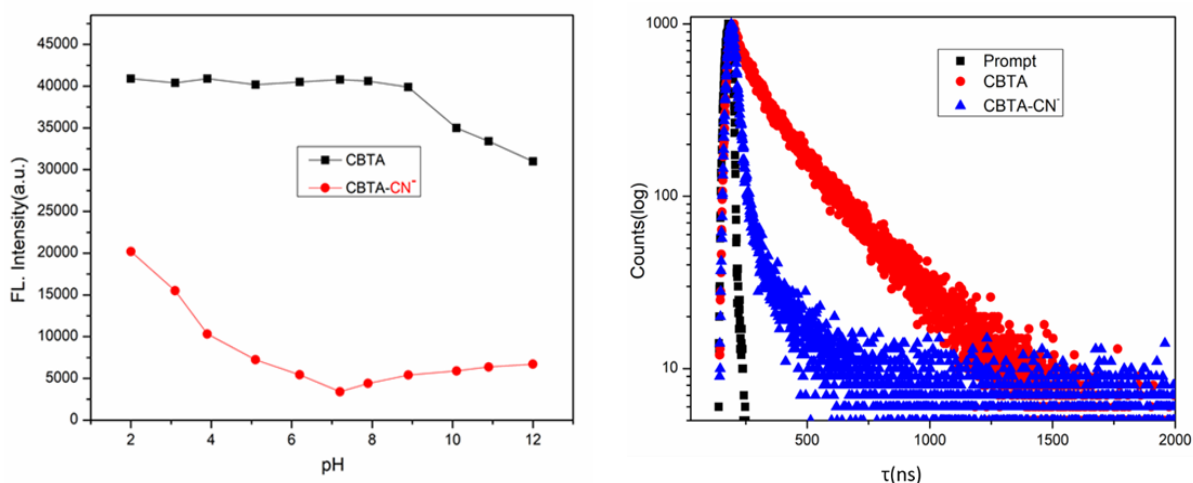 45000
40000
35000
30000
25000
20000
15000
10000
5000
0
FL. Intensity(a.u.)
CBTA
CBTA-CN⁻
2 4 6 8 10 12
pH
1000
100
10
Counts(log)
Prompt
CBTA
CBTA-CN⁻
500 1000 1500 2000
τ(ns)